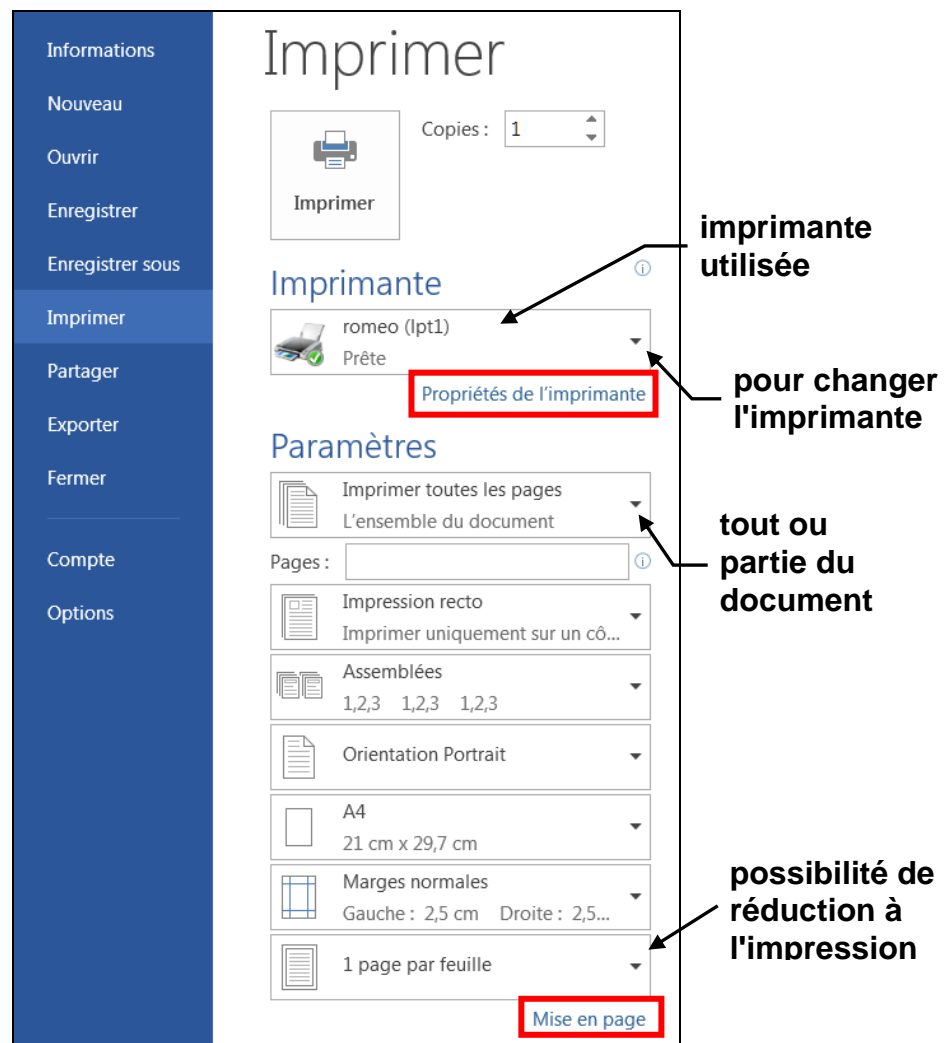 Informations
Nouveau
Ouvrir
Enregistrer
Enregistrer sous
Imprimer
Partager
Exporter
Fermer
Compte
Options
Imprimer
Copies : 1
Imprimer
Imprimante
romeo (lpt1)
Prête
Propriétés de l'imprimante
Paramètres
Imprimer toutes les pages
L'ensemble du document
Pages :
Impression recto
Imprimer uniquement sur un cô...
Assemblées
1,2,3 1,2,3 1,2,3
Orientation Portrait
A4
21 cm x 29,7 cm
Marges normales
Gauche : 2,5 cm Droite : 2,5...
1 page par feuille
Mise en page
imprimante
utilisée
pour changer
l'imprimante
tout ou
partie du
document
possibilité de
réduction à
l'impression